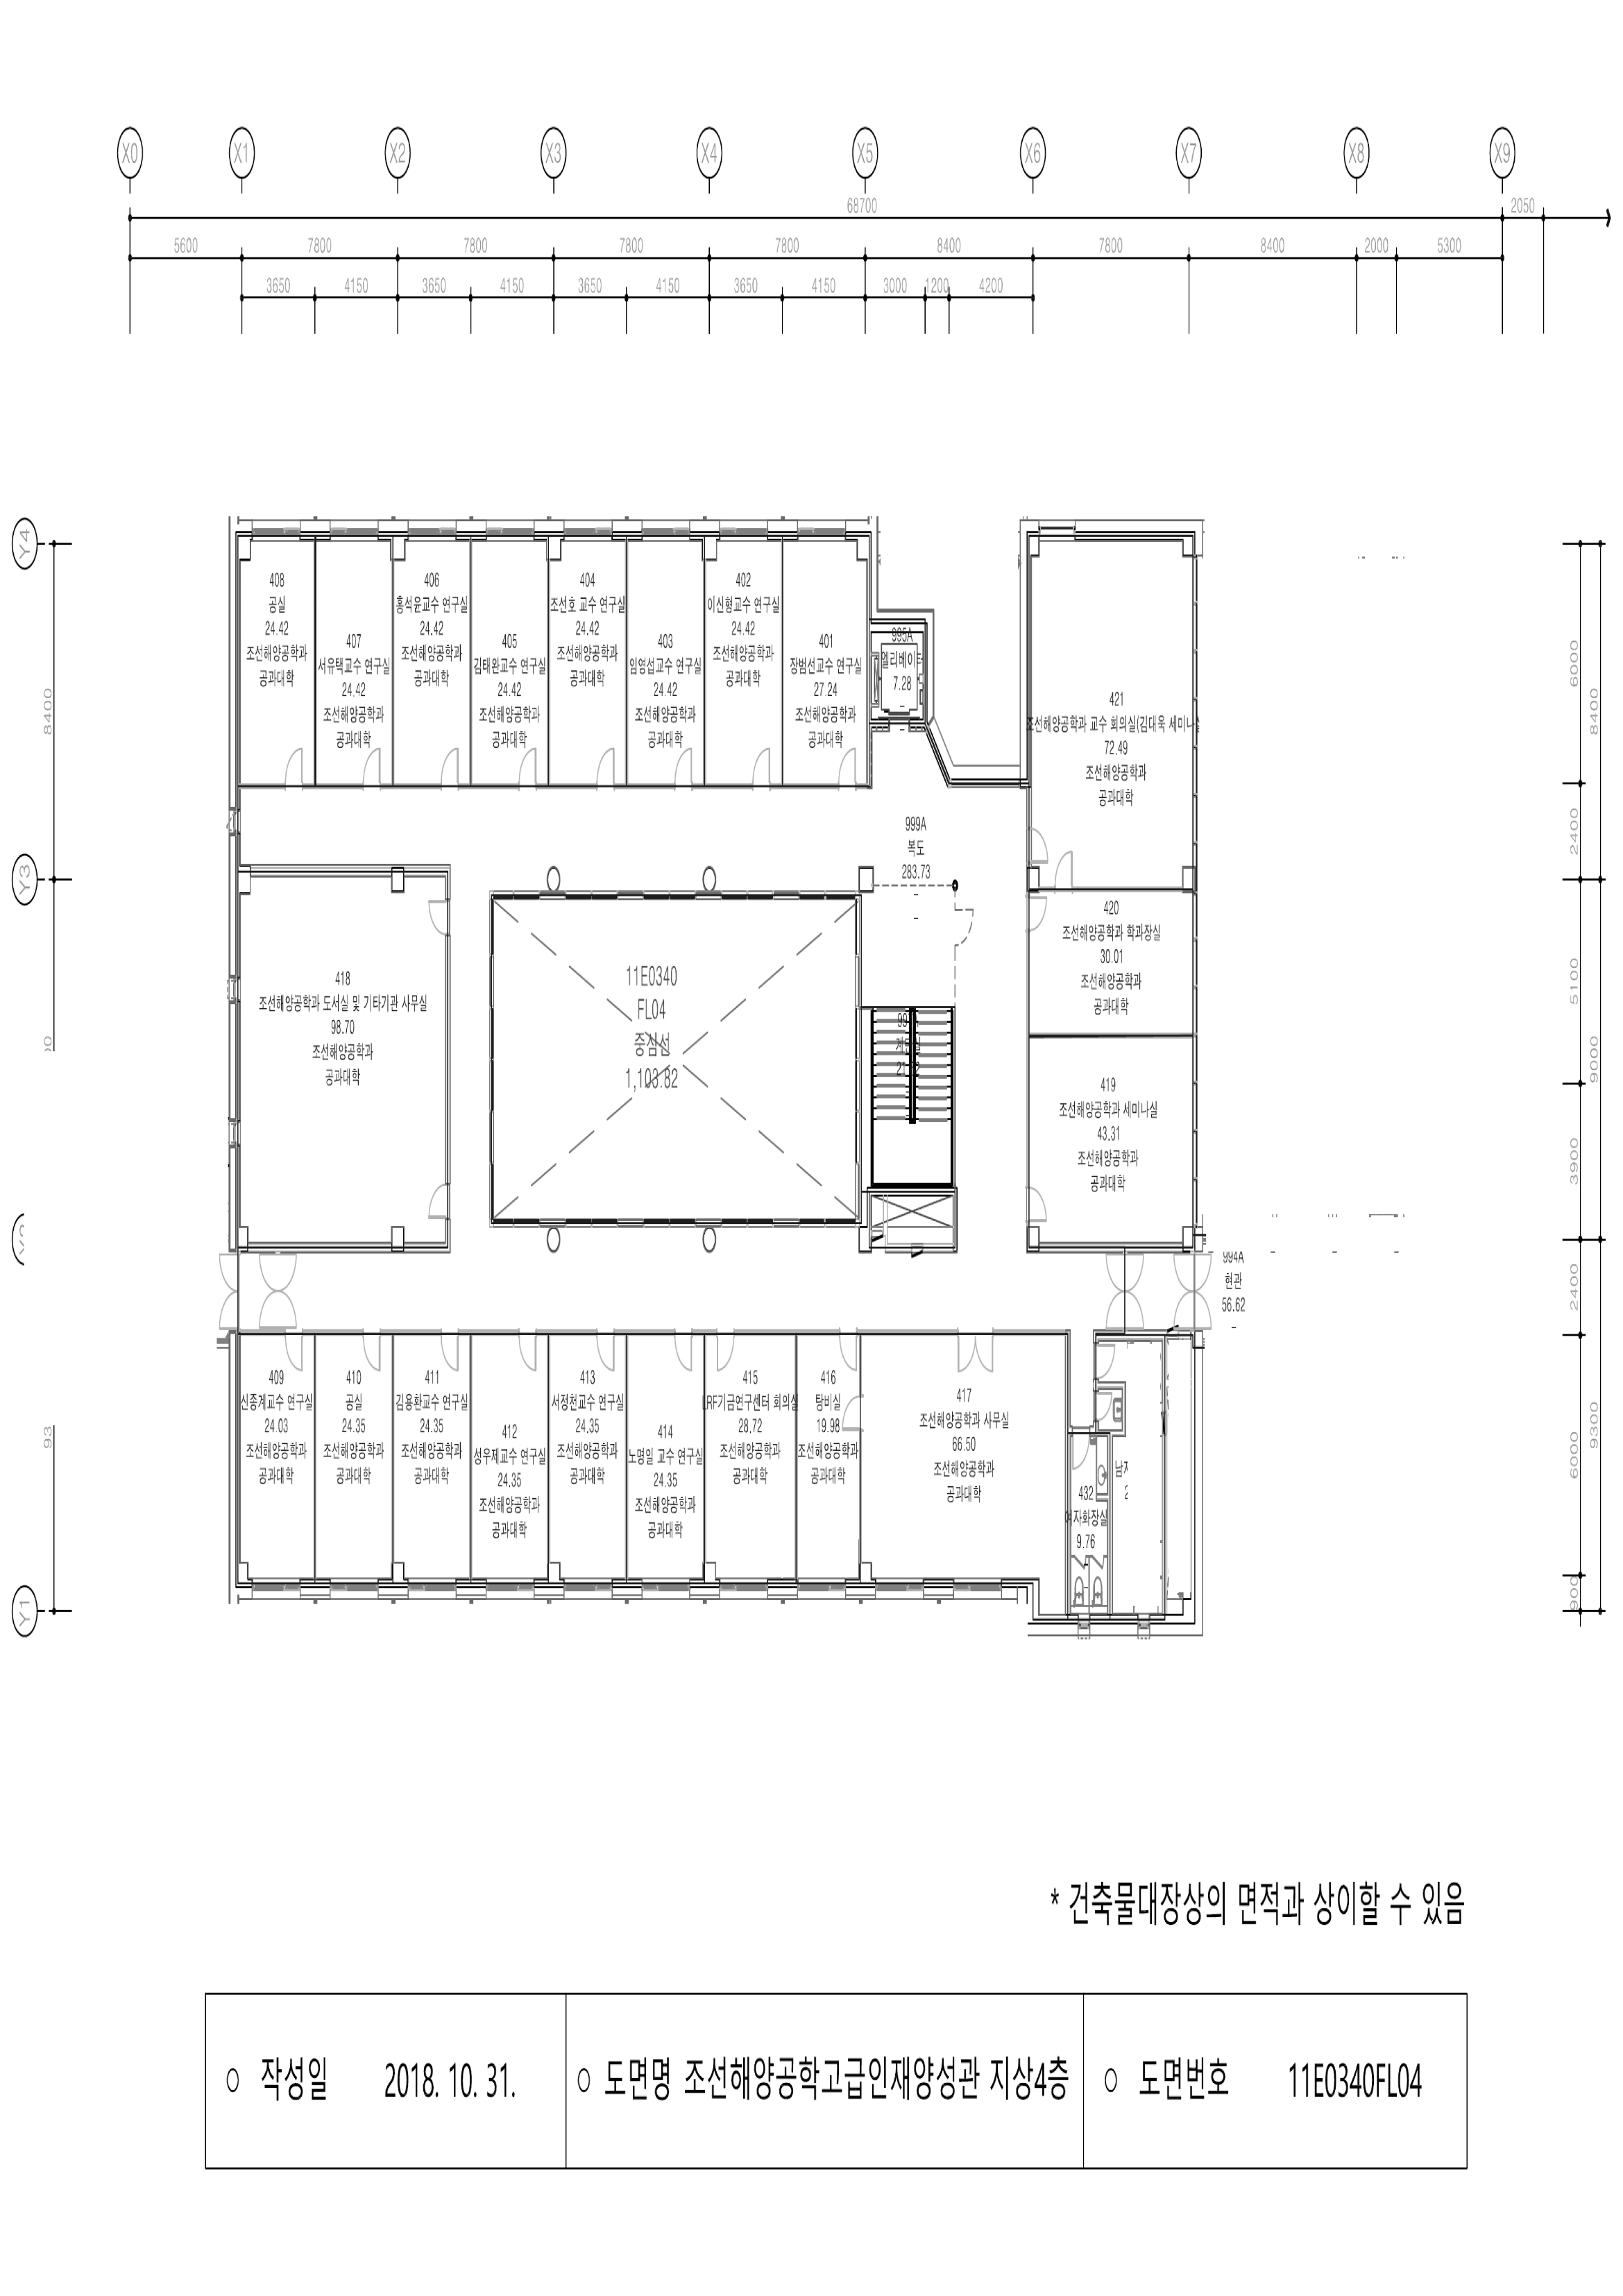 X0 X1 X2 X3 X4 X5 X6 X7 X8 X9
68700 2050
5600 7800 7800 7800 7800 8400 7800 8400 2000 5300
3650 4150 3650 4150 3650 4150 3650 4150 3000 1200 4200
Y4
8400
Y3
Y1
408
공실
24.42
조선해양공학과
공과대학
407
서유택교수 연구실
24.42
조선해양공학과
공과대학
406
홍석윤교수 연구실
24.42
조선해양공학과
공과대학
405
김태완교수 연구실
24.42
조선해양공학과
공과대학
404
조선호 교수 연구실
24.42
조선해양공학과
공과대학
403
임영섭교수 연구실
24.42
조선해양공학과
공과대학
402
이신형교수 연구실
24.42
조선해양공학과
공과대학
401
장범선교수 연구실
27.24
조선해양공학과
공과대학
995A
엘리베이터
7.28
421
조선해양공학과 교수 회의실(김대욱 세미나실
72.49
조선해양공학과
공과대학
999A
복도
283.73
420
조선해양공학과 학과장실
30.01
조선해양공학과
공과대학
418
조선해양공학과 도서실 및 기타기관 사무실
98.70
조선해양공학과
공과대학
11E0340
FL04
중심선
1,103.82
419
조선해양공학과 세미나실
43.31
조선해양공학과
공과대학
994A
현관
56.62
409
신종계교수 연구실
24.03
조선해양공학과
공과대학
410
공실
24.35
조선해양공학과
공과대학
411
김용환교수 연구실
24.35
조선해양공학과
공과대학
412
성우제교수 연구실
24.35
조선해양공학과
공과대학
413
서정천교수 연구실
24.35
조선해양공학과
공과대학
414
노명일 교수 연구실
24.35
조선해양공학과
공과대학
415
LRF기금연구센터 회의실
28.72
조선해양공학과
공과대학
416
탕비실
19.98
조선해양공학과
공과대학
417
조선해양공학과 사무실
66.50
조선해양공학과
공과대학
432
여자화장실
9.76
6000
2400
8400
5100
3900
9000
2400
6000
900
9300
* 건축물대장상의 면적과 상이할 수 있음
○ 작성일 2018. 10. 31.
○ 도면명 조선해양공학고급인재양성관 지상4층
○ 도면번호 11E0340FL04